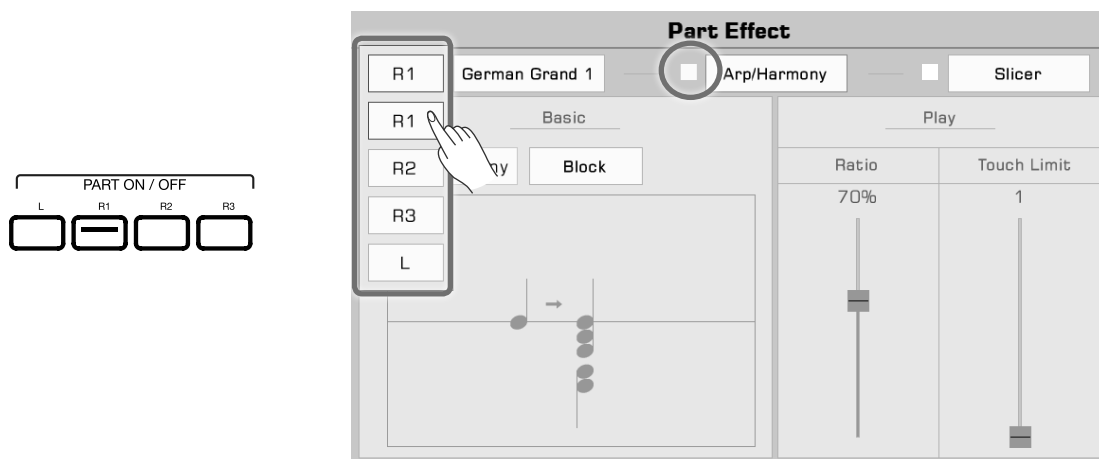 PART ON / OFF
L R1 R2 R3
Part Effect
R1 German Grand 1 Arp/Harmony Slicer
R1 Basic Play
R2 ny Block Ratio Touch Limit
70% 1
R3
L